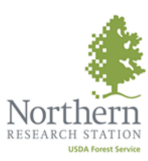 Northern
RESEARCH STATION
USDA Forest Service